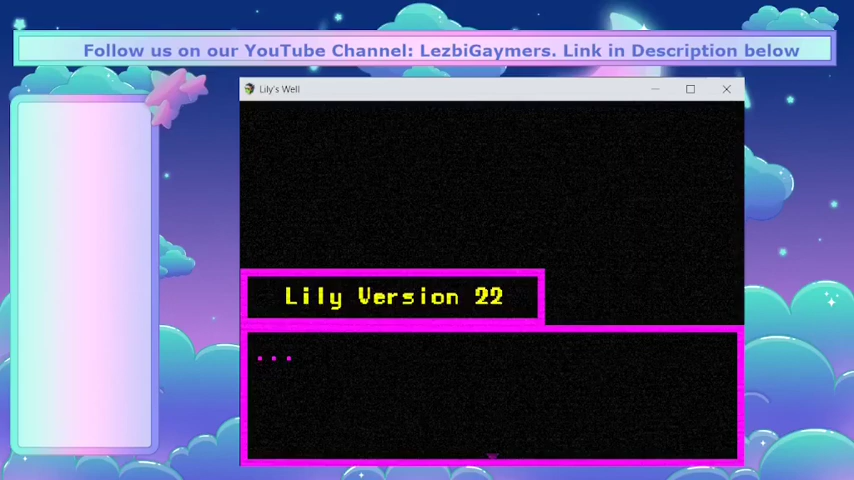 Follow us on our YouTube Channel: LezbiGaymers. Link in Description below
Lily's Well
Lily Version 22
...